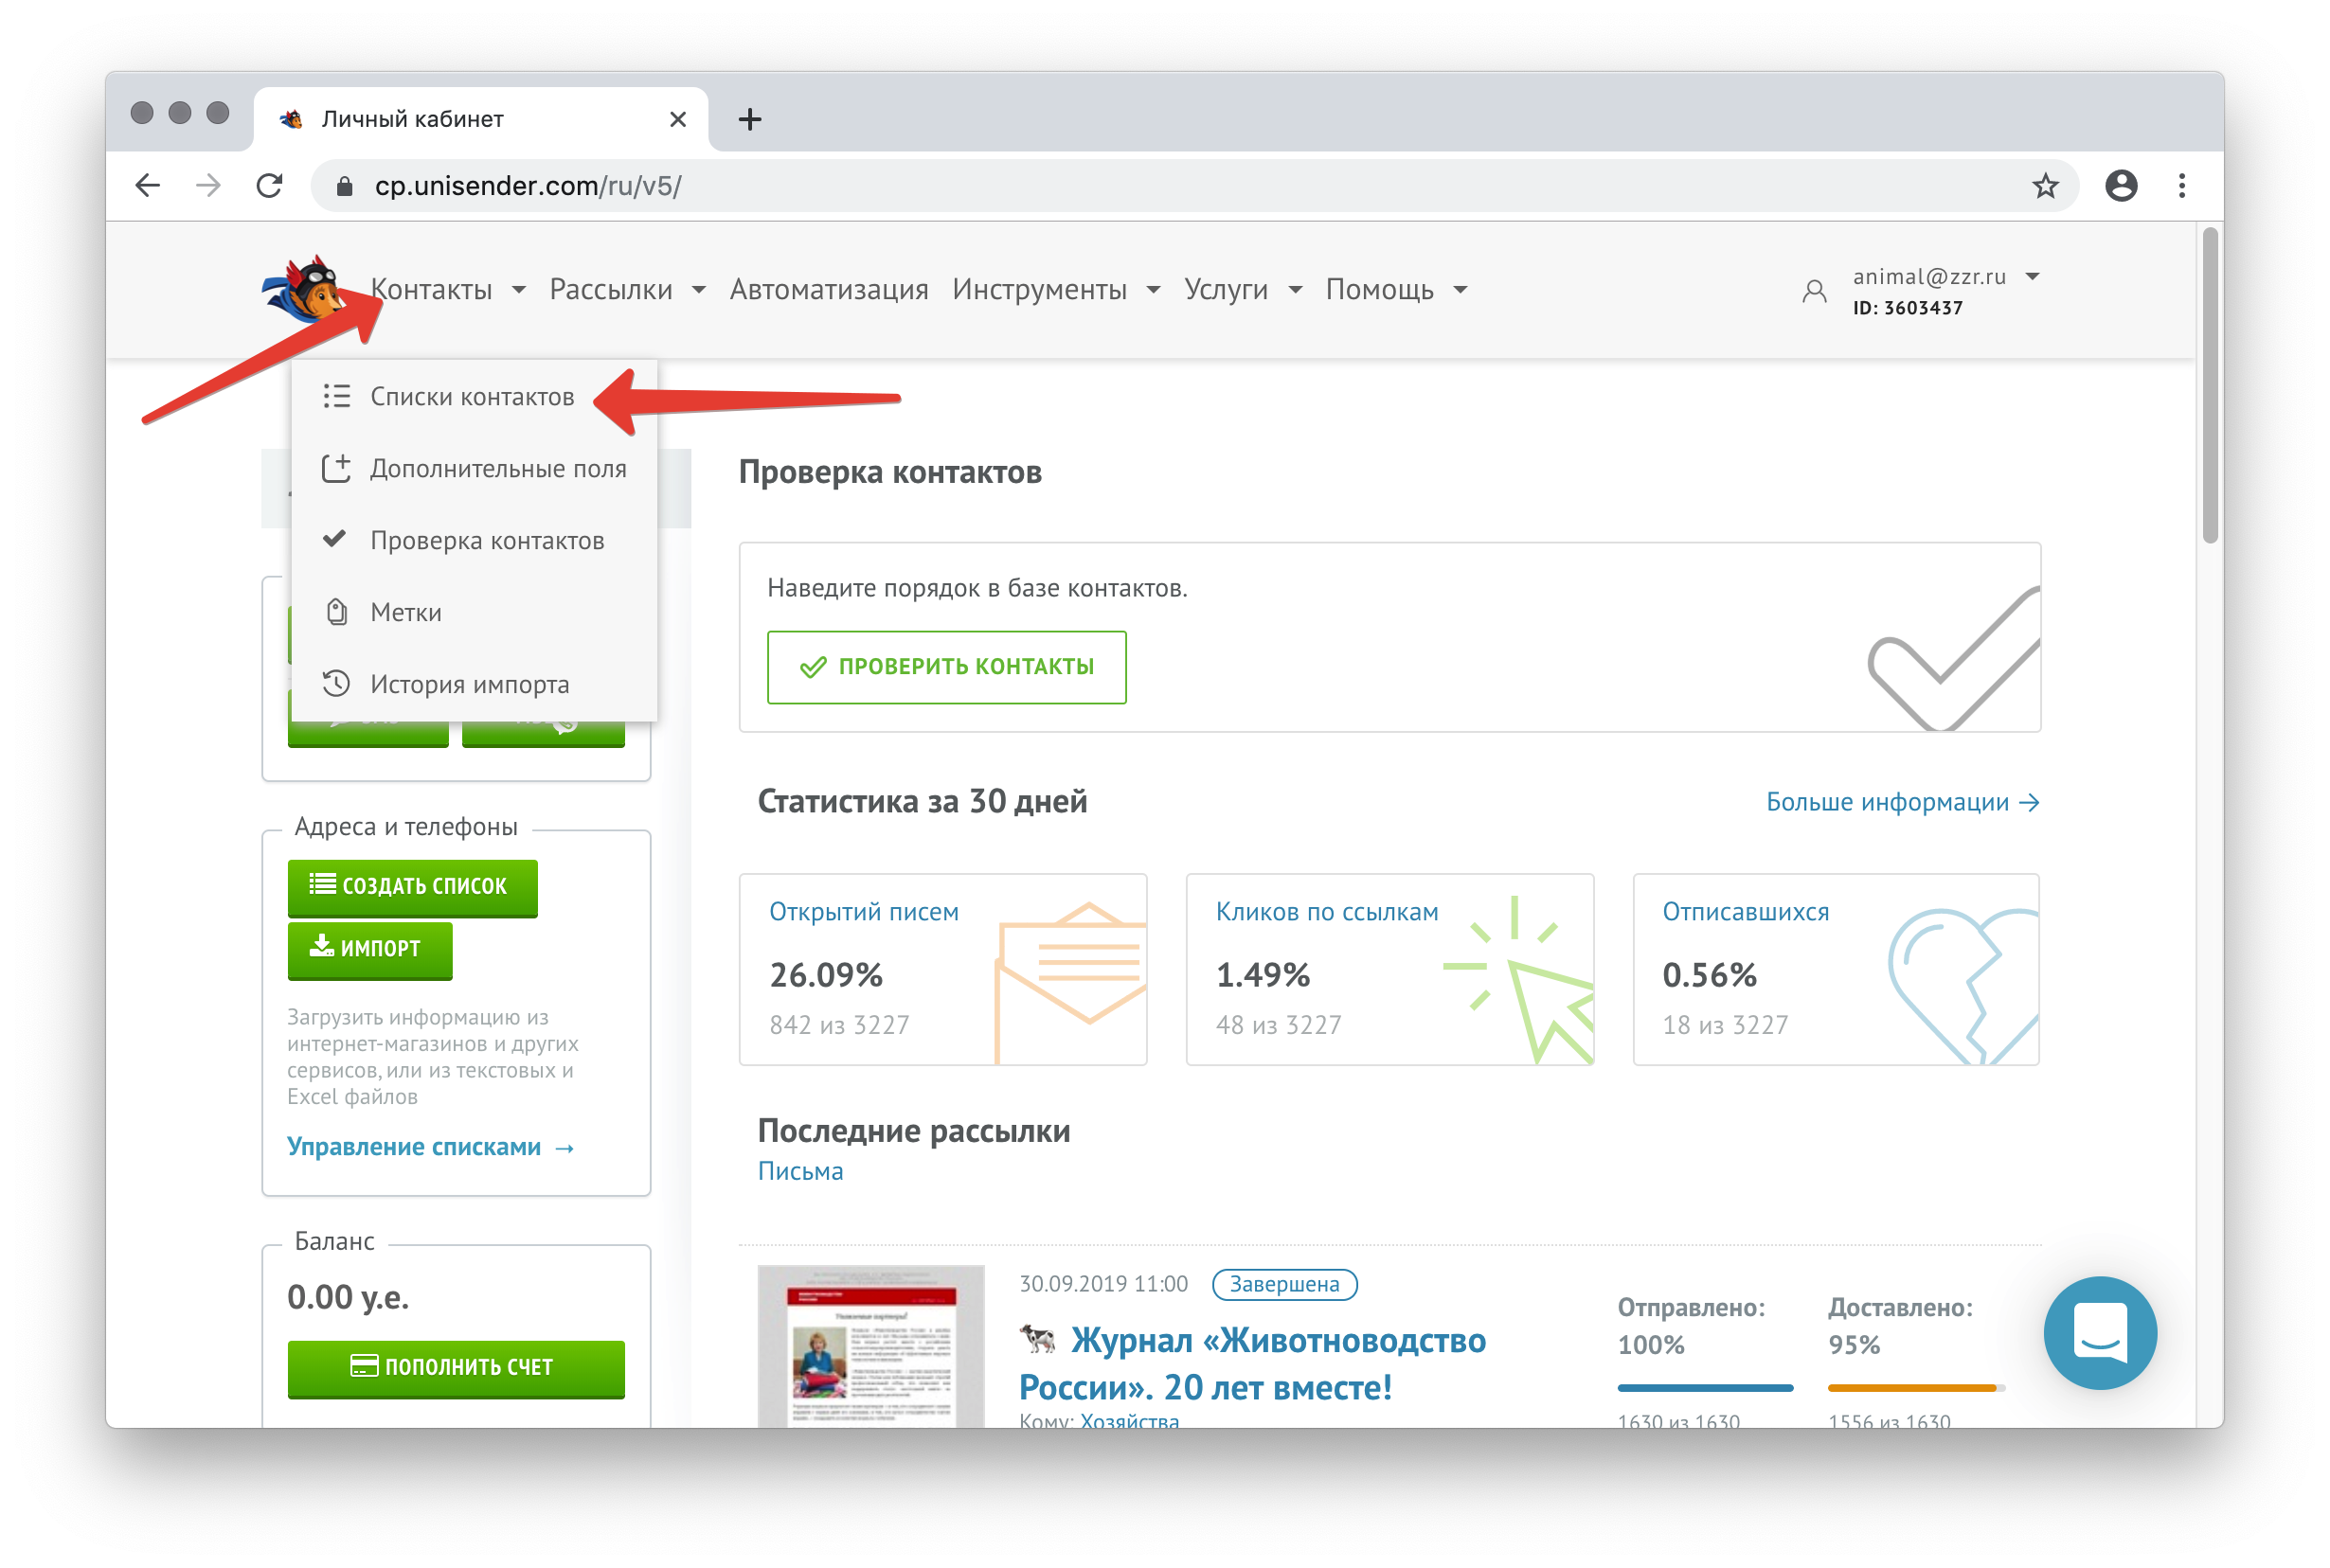 Личный кабинет
cp.unisender.com/ru/v5/
Контакты
Рассылки
Автоматизация
Инструменты
Услуги
Помощь
animal@zzr.ru
ID: 3603437
Списки контактов
Дополнительные поля
Проверка контактов
Метки
История импорта
Адреса и телефоны
СОЗДАТЬ СПИСОК
ИМПОРТ
Загрузить информацию из
интернет-магазинов и других
сервисов, или из текстовых и
Excel файлов
Управление списками →
Баланс
0.00 у.е.
ПОПОЛНИТЬ СЧЕТ
Проверка контактов
Наведите порядок в базе контактов.
ПРОВЕРИТЬ КОНТАКТЫ
Статистика за 30 дней
Больше информации →
Открытий писем
26.09%
842 из 3227
Кликов по ссылкам
1.49%
48 из 3227
Отписавшихся
0.56%
18 из 3227
Последние рассылки
Письма
30.09.2019 11:00
Завершена
Журнал «Животноводство
России». 20 лет вместе!
Кому: Хозяйства
Отправлено:
100%
1630 из 1630
Доставлено:
95%
1556 из 1630